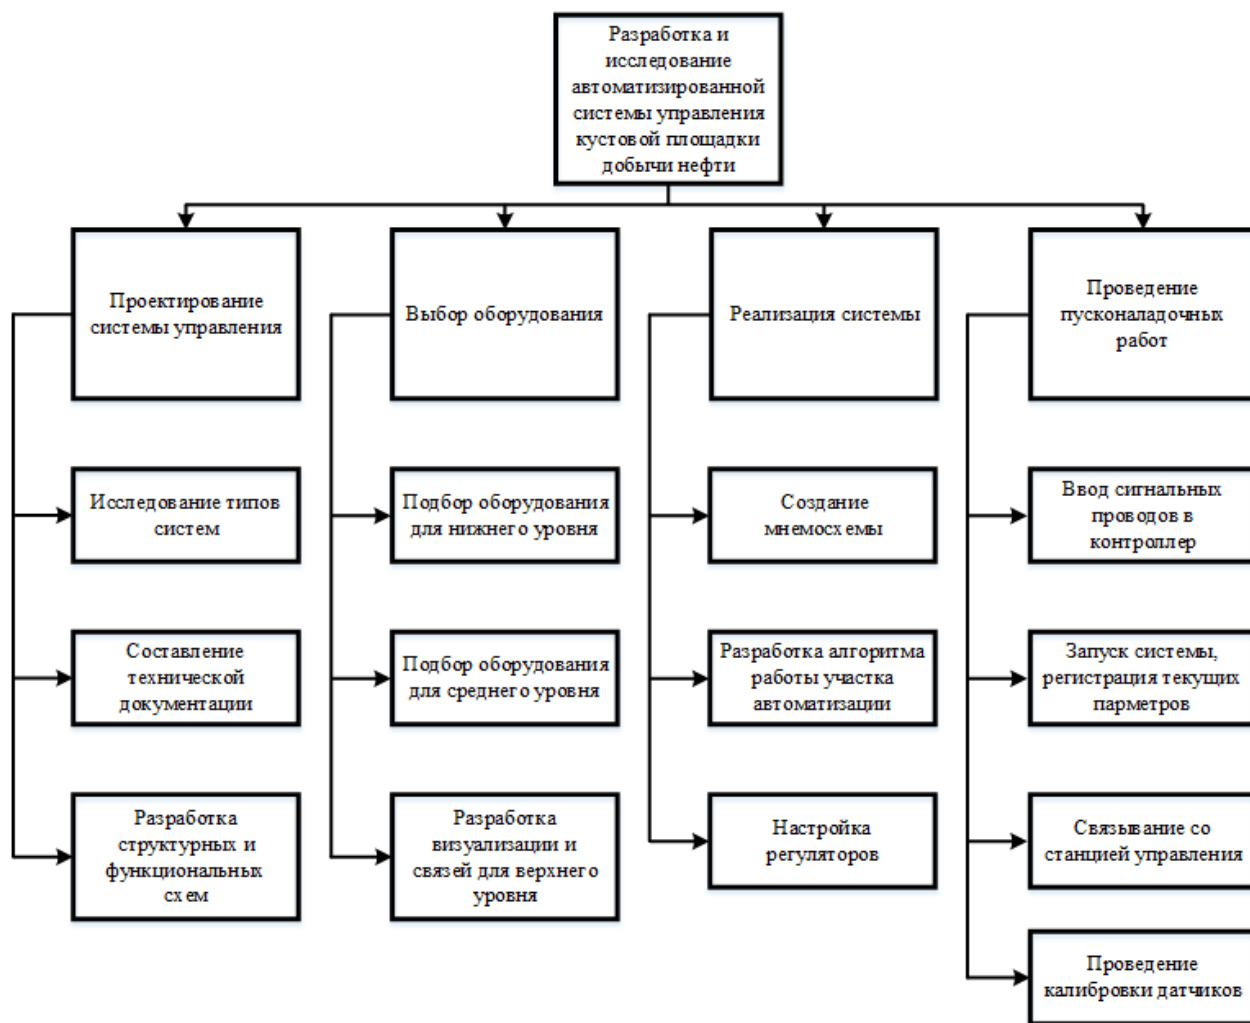 Разработка и
исследование
автоматизированной
системы управления
кустовой площадки
добычи нефти
Проектирование
системы управления
Выбор оборудования
Реализация системы
Проведение
пусконаладочных
работ
Исследование типов
систем
Подбор оборудования
для нижнего уровня
Создание
мнемосхемы
Ввод сигнальных
проводов в
контроллер
Составление
технической
документации
Подбор оборудования
для среднего уровня
Разработка алгоритма
работы участка
автоматизации
Запуск системы,
регистрация текущих
парметров
Разработка
структурных и
функциональных
схем
Разработка
визуализации и
связей для верхнего
уровня
Настройка
регуляторов
Связывание со
станцией управления
Проведение
калибровки датчиков